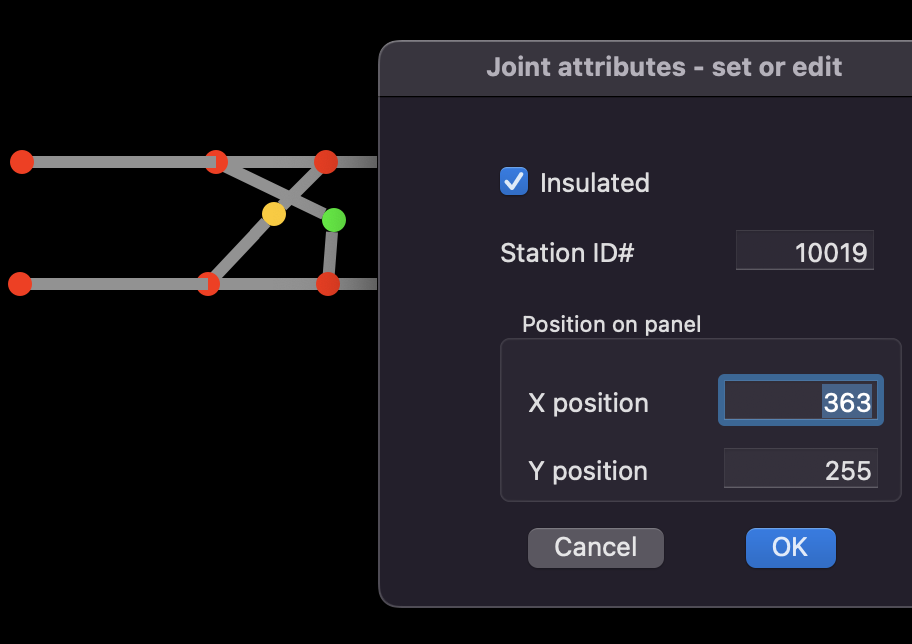 Joint attributes - set or edit
Insulated
Station ID# 10019
Position on panel
X position 363
Y position 255
Cancel OK